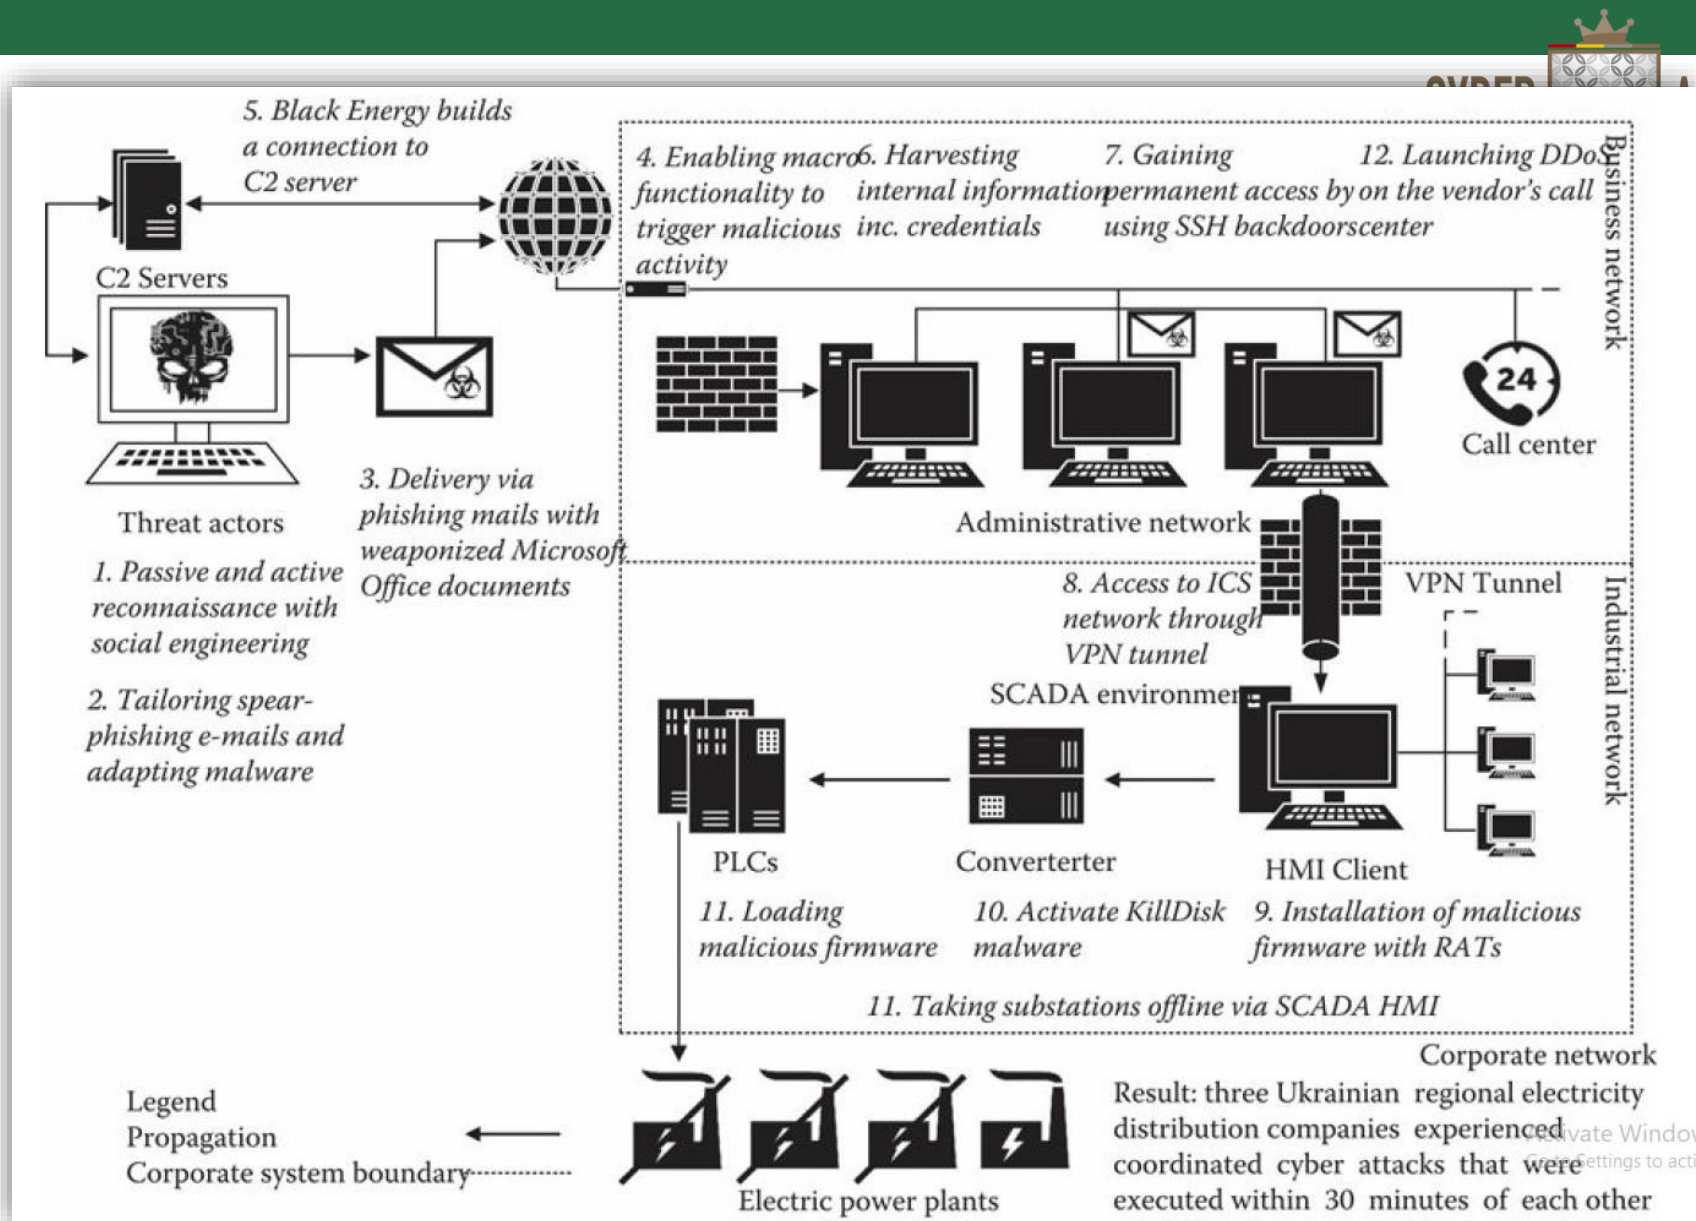 5. Black Energy builds
a connection to
C2 server
4. Enabling macro
functionality to
trigger malicious
activity
6. Harvesting
internal information
inc. credentials
7. Gaining
permanent access by
using SSH backdoors
12. Launching DDoS
on the vendor's call
center
Business network
C2 Servers
24
Call center
Threat actors
3. Delivery via
phishing mails with
weaponized Microsoft
Office documents
Administrative network
1. Passive and active
reconnaissance with
social engineering
2. Tailoring spear-
phishing e-mails and
adapting malware
8. Access to ICS
network through
VPN tunnel
VPN Tunnel
Industrial network
SCADA environmen
PLCs
Converterter
HMI Client
11. Loading
malicious firmware
10. Activate KillDisk
malware
9. Installation of malicious
firmware with RATs
11. Taking substations offline via SCADA HMI
Corporate network
Legend
Propagation
Corporate system boundary
Electric power plants
Result: three Ukrainian regional electricity
distribution companies experienced
coordinated cyber attacks that were
executed within 30 minutes of each other